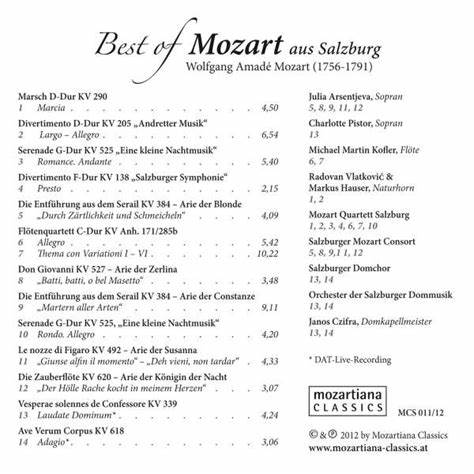 Best of Mozart aus Salzburg
Wolfgang Amadé Mozart (1756-1791)
Marsch D-Dur KV 290
1 Marcia . . . . . . . . . . 4,50
Divertimento D-Dur KV 205 „Andretter Musik“
2 Largo – Allegro . . . . . . . . 6,54
Serenade G-Dur KV 525 „Eine kleine Nachtmusik“
3 Romance. Andante . . . . . . . 5,40
Divertimento F-Dur KV 138 „Salzburger Symphonie“
4 Presto . . . . . . . . . . 2,15
Die Entführung aus dem Serail KV 384 – Arie der Blonde
5 „Durch Zärtlichkeit und Schmeicheln“ . . . 4,09
Flötenquartett C-Dur KV Anh. 171/285b
6 Allegro . . . . . . . . . . 5,42
7 Thema con Variationi I – VI . . . . . 10,22
Don Giovanni KV 527 – Arie der Zerlina
8 „Batti, batti, o bel Masetto“ . . . . . 3,48
Die Entführung aus dem Serail KV 384 – Arie der Constanze
9 „Martern aller Arten“ . . . . . . . 9,11
Serenade G-Dur KV 525, „Eine kleine Nachtmusik“
10 Rondo. Allegro . . . . . . . . 4,20
Le nozze di Figaro KV 492 – Arie der Susanna
11 „Giunse alfin il momento“ – „Deh vieni, non tardar“ . 4,33
Die Zauberflöte KV 620 – Arie der Königin der Nacht
12 „Der Hölle Rache kocht in meinem Herzen“ . . 3,07
Vesperae solennes de Confessore KV 339
13 Laudate Dominum* . . . . . . . 4,24
Ave Verum Corpus KV 618
14 Adagio* . . . . . . . . . . 3,06
Julia Arsentjeva, Sopran
5, 8, 9, 11, 12
Charlotte Pistor, Sopran
13
Michael Martin Kofler, Flöte
6, 7
Radovan Vlatković &
Markus Hauser, Naturhorn
1, 2
Mozart Quartett Salzburg
1, 2, 3, 4, 6, 7, 10
Salzburger Mozart Consort
5, 8, 9,1 1, 12
Salzburger Domchor
13, 14
Orchester der Salzburger Dommusik
13, 14
Janos Czifra, Domkapellmeister
13, 14
* DAT-Live-Recording
mozartiana
CLASSICS
MCS 011/12
© & ℗ 2012 by Mozartiana Classics
www.mozartiana-classics.at